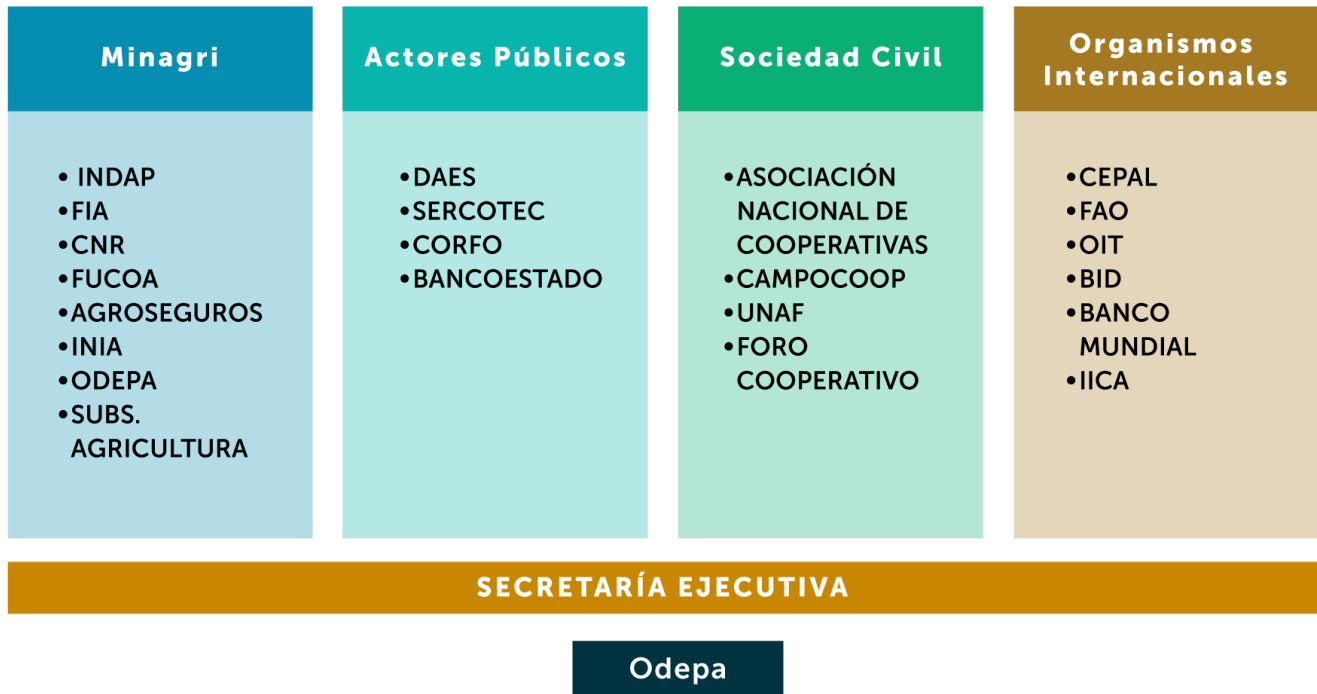 Minagri
• INDAP
• FIA
• CNR
• FUCOA
• AGROSEGUROS
• INIA
• ODEPA
• SUBS.
AGRICULTURA
Actores Públicos
• DAES
• SERCOTEC
• CORFO
• BANCOESTADO
Sociedad Civil
• ASOCIACIÓN
NACIONAL DE
COOPERATIVAS
• CAMPOCOOP
• UNAF
• FORO
COOPERATIVO
Organismos
Internacionales
• CEPAL
• FAO
• OIT
• BID
• BANCO
MUNDIAL
• IICA
SECRETARÍA EJECUTIVA
Odepa